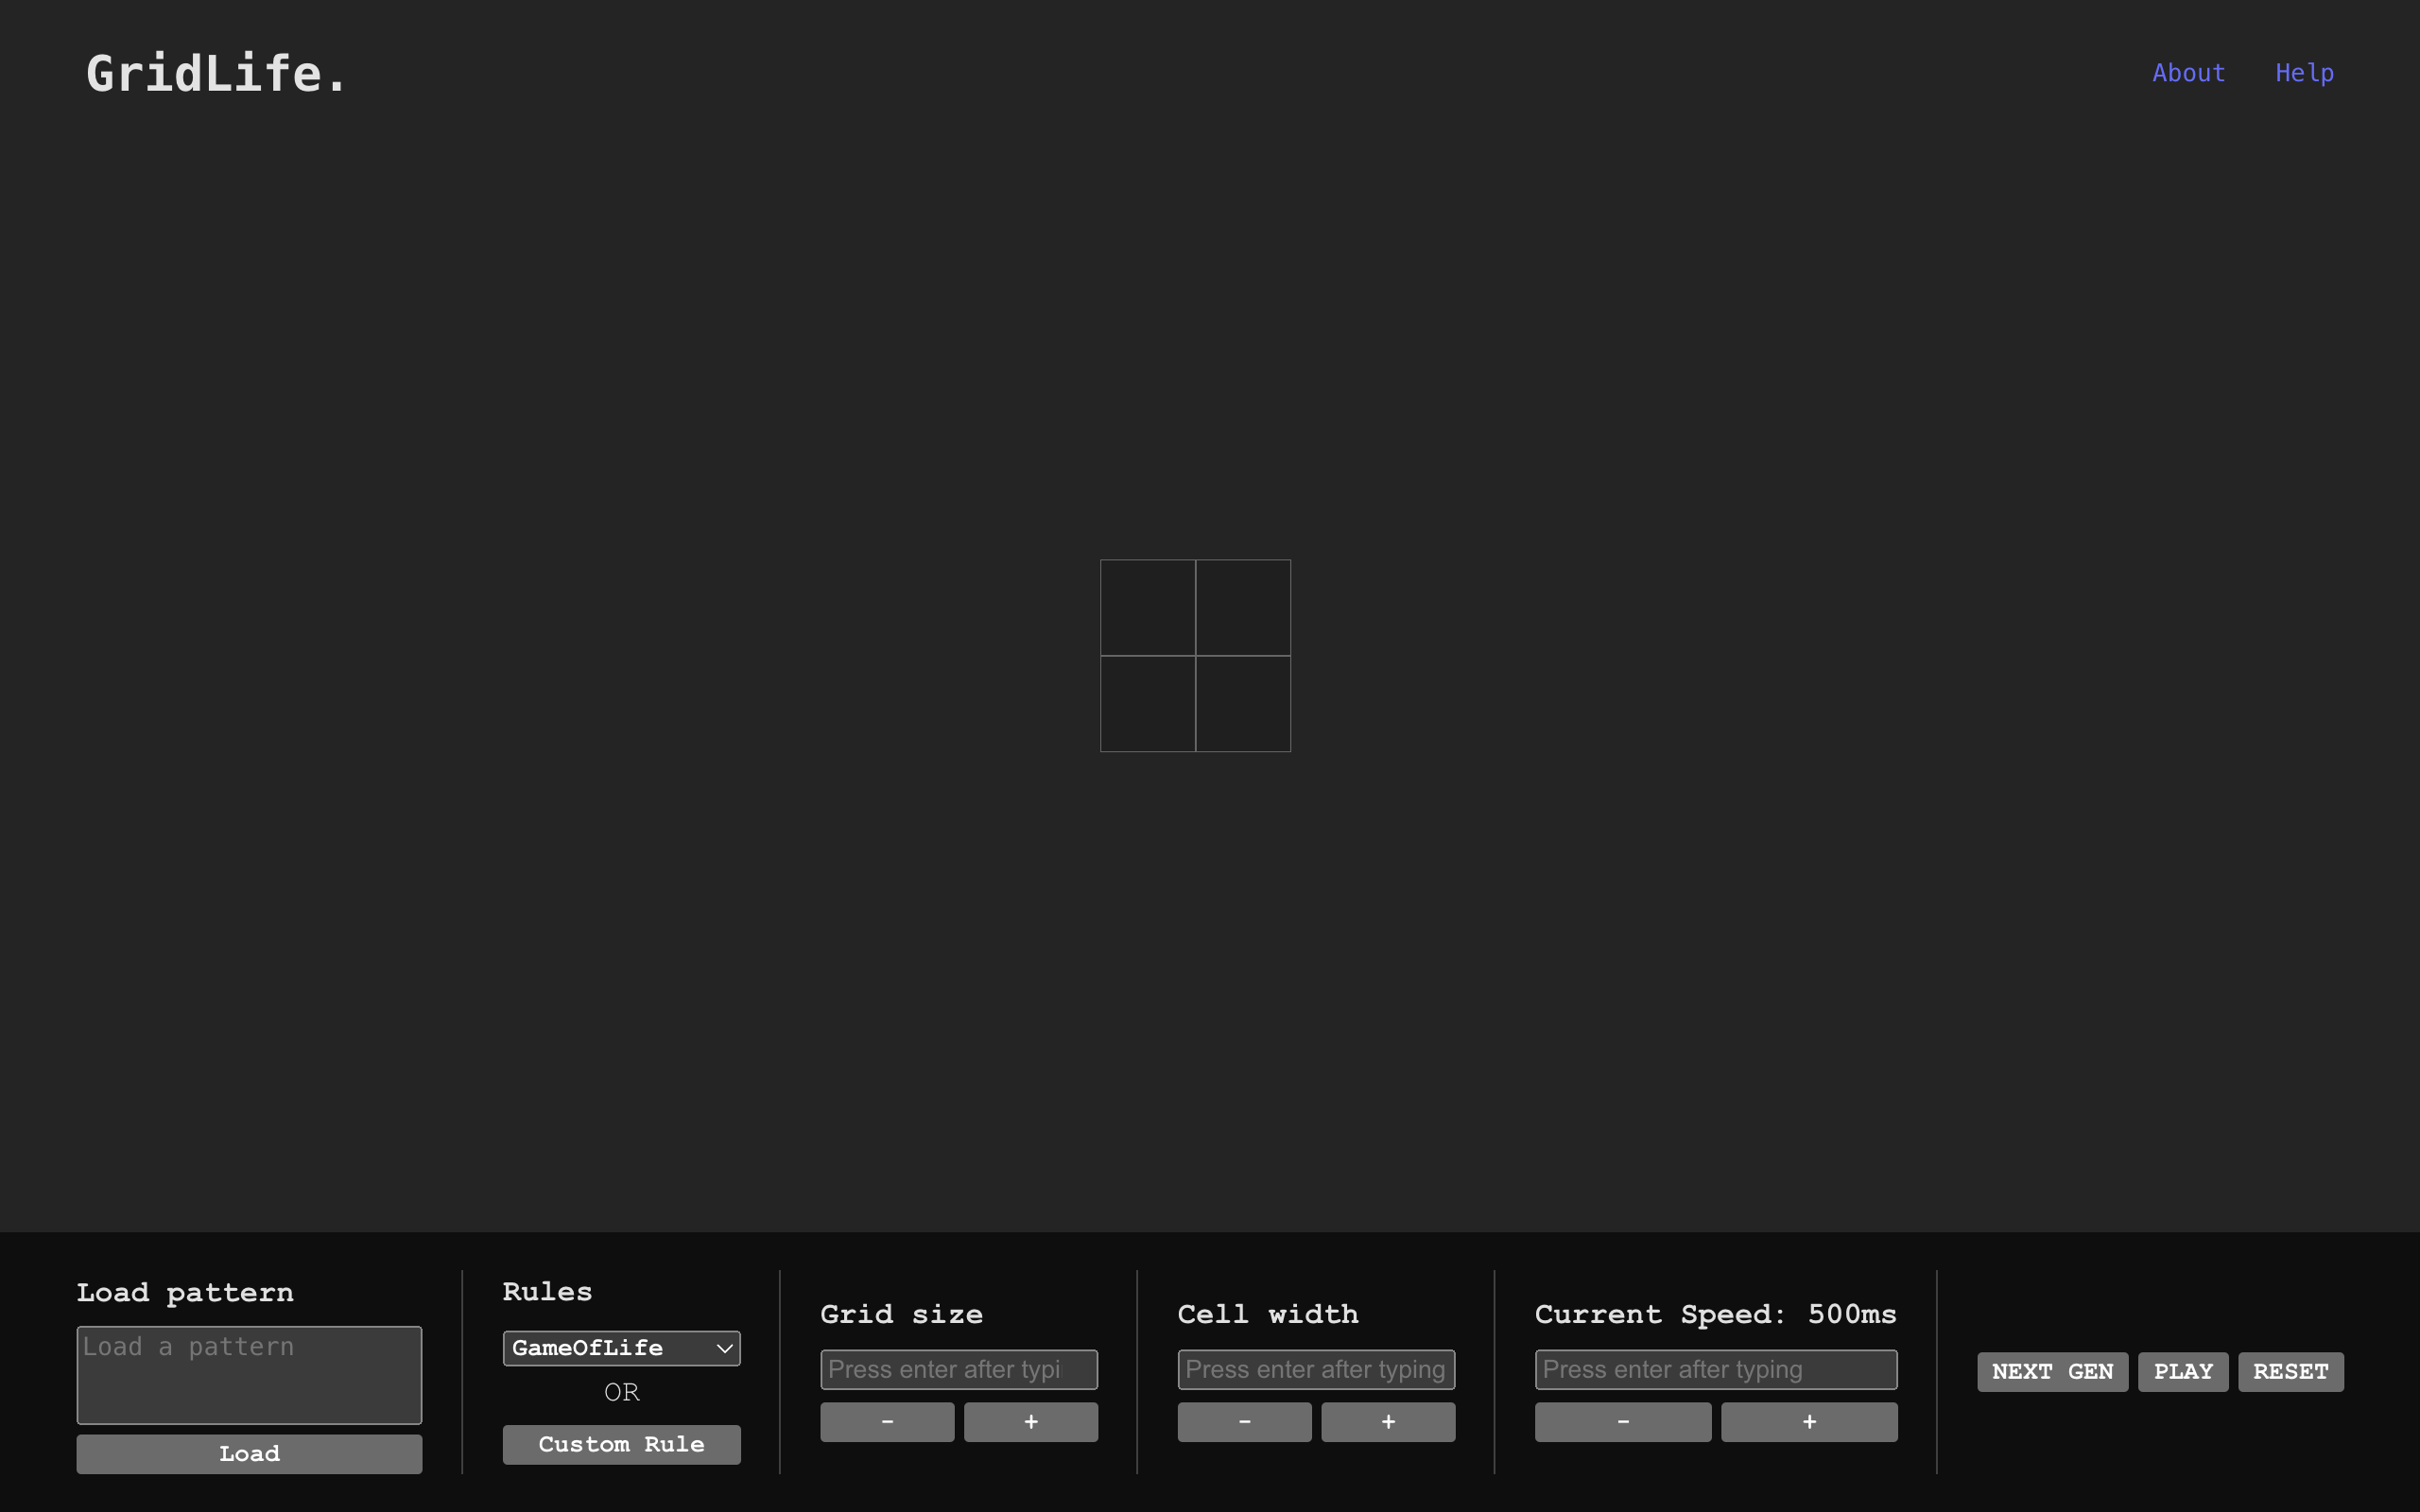 GridLife.
About
Help
Load pattern
Load a pattern
Load
Rules
GameOfLife
OR
Custom Rule
Grid size
Press enter after typi
-
+
Cell width
Press enter after typing
-
+
Current Speed: 500ms
Press enter after typing
-
+
NEXT GEN
PLAY
RESET